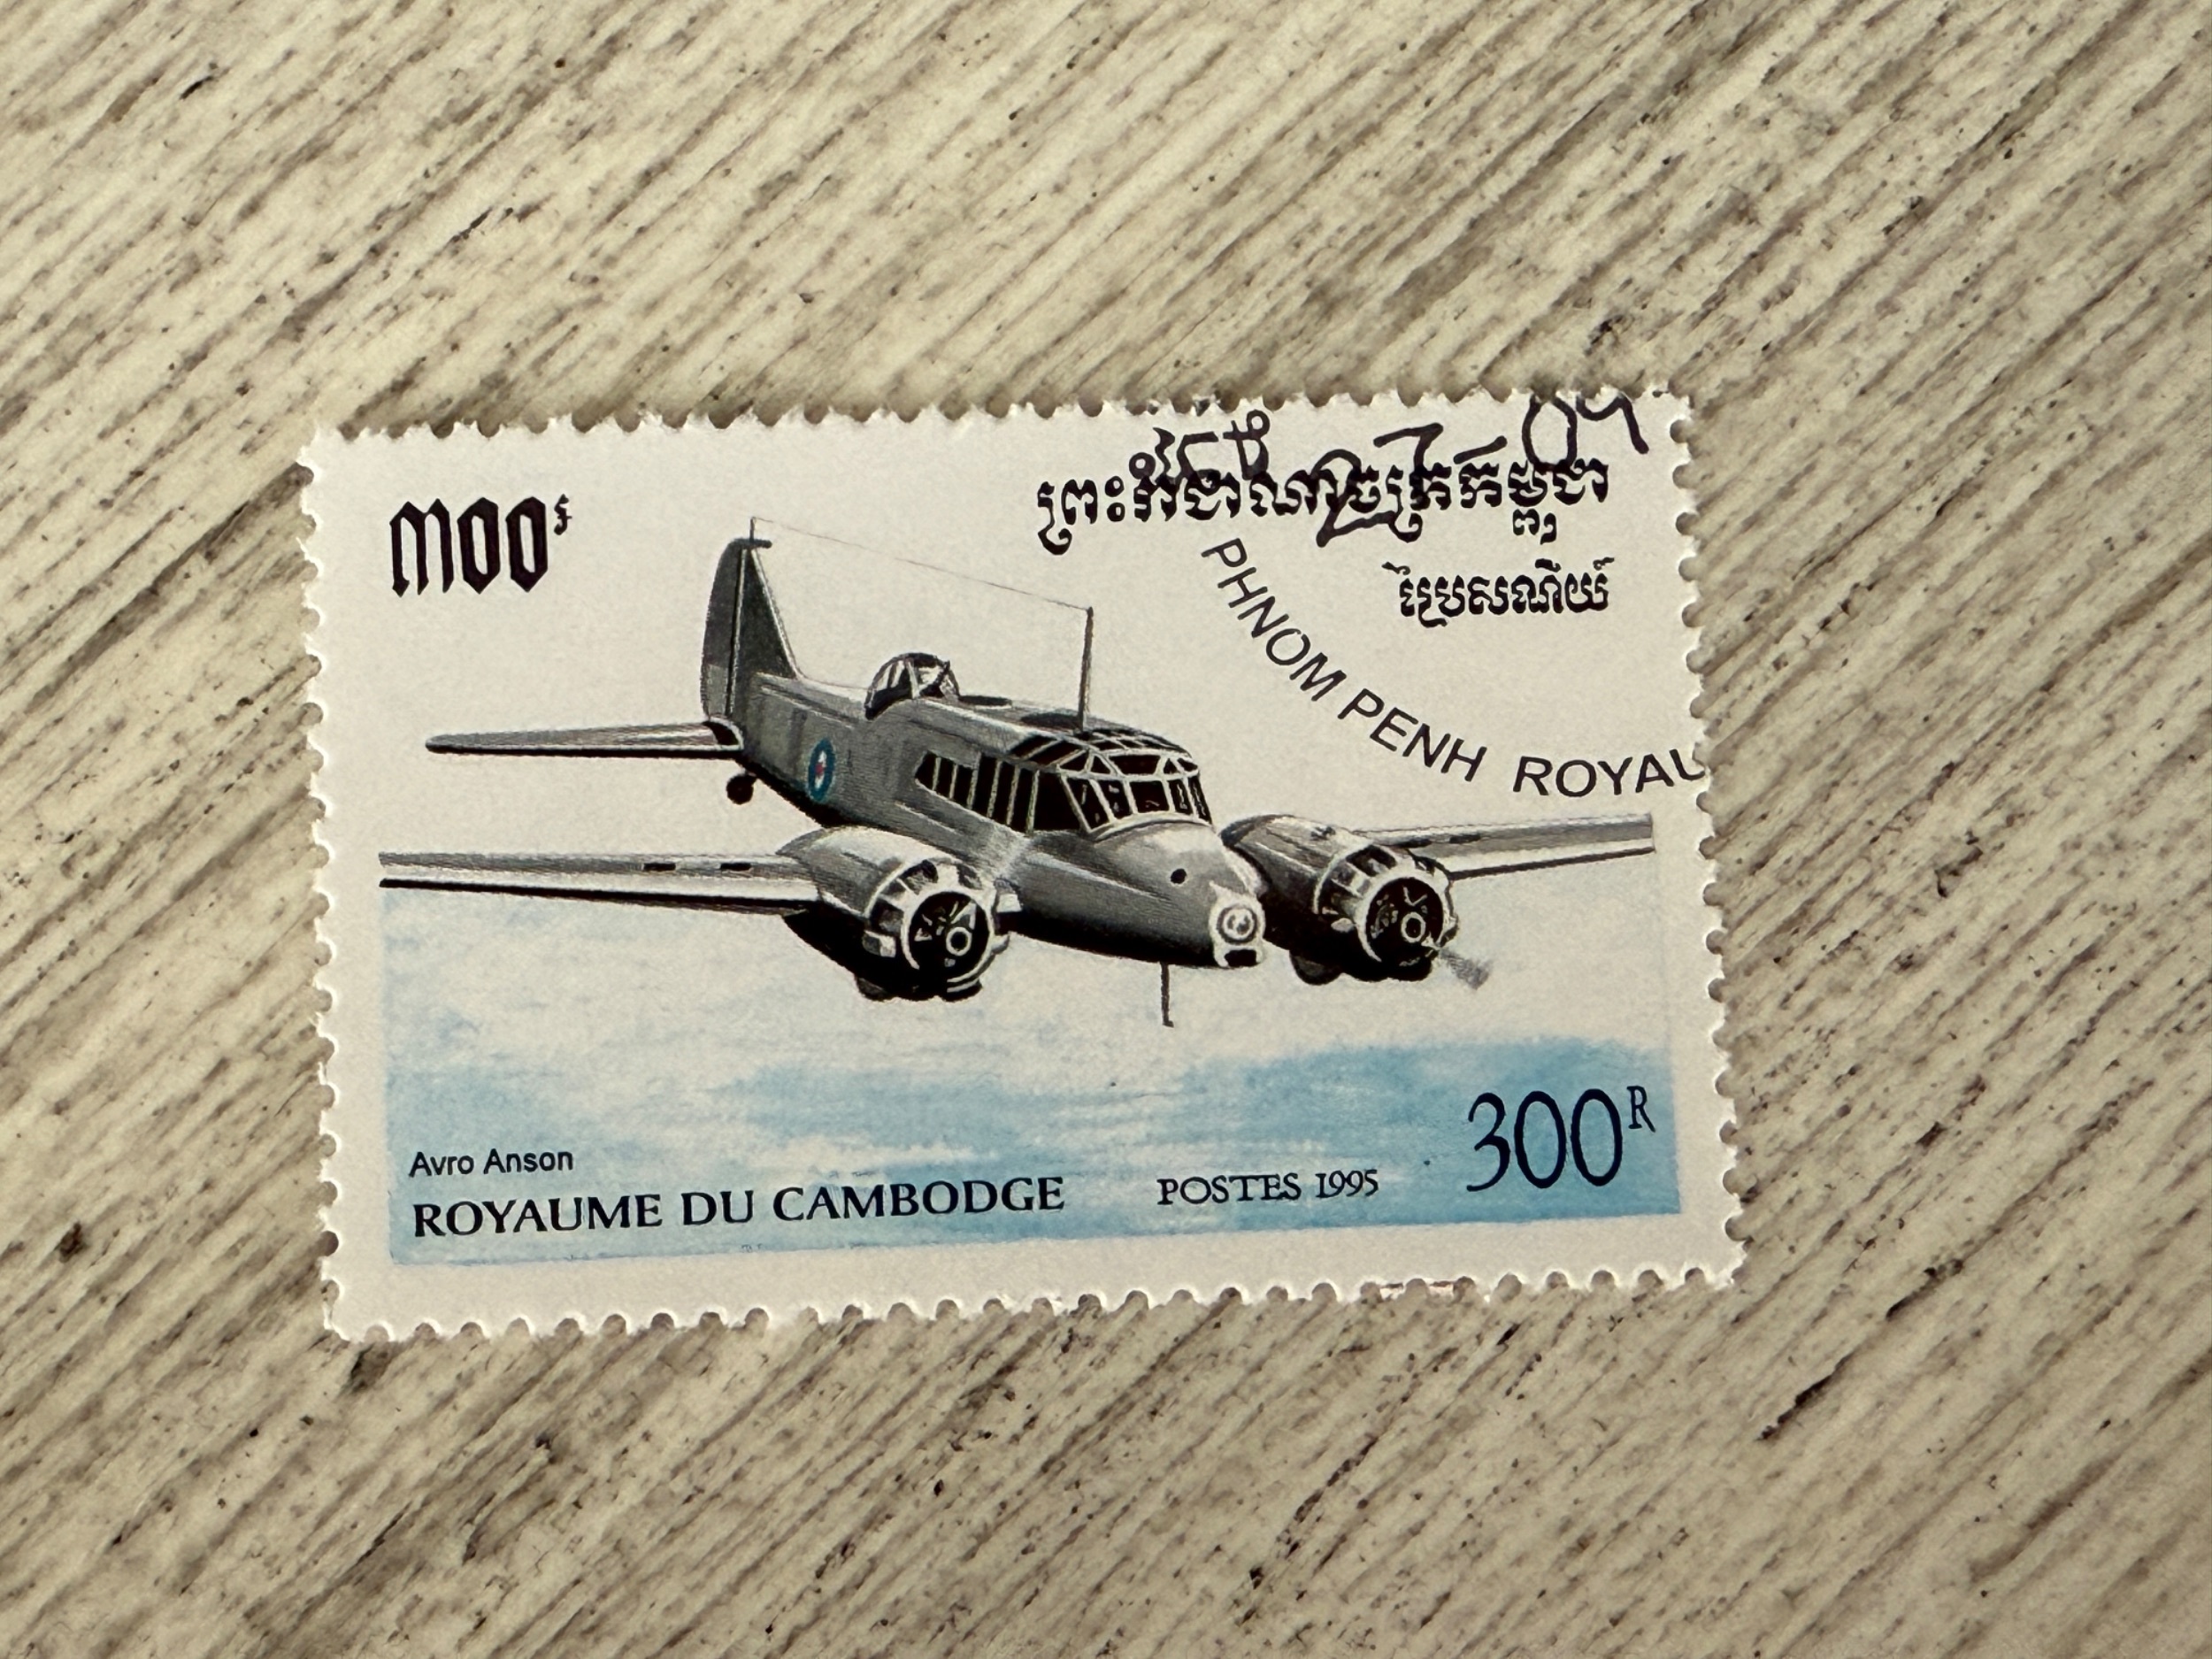 ៣០០៛
ព្រះរាជាណាចក្រកម្ពុជា
ប្រៃសណីយ៍
PHNOM PENH ROYAU
Avro Anson
ROYAUME DU CAMBODGE
POSTES 1995
300R